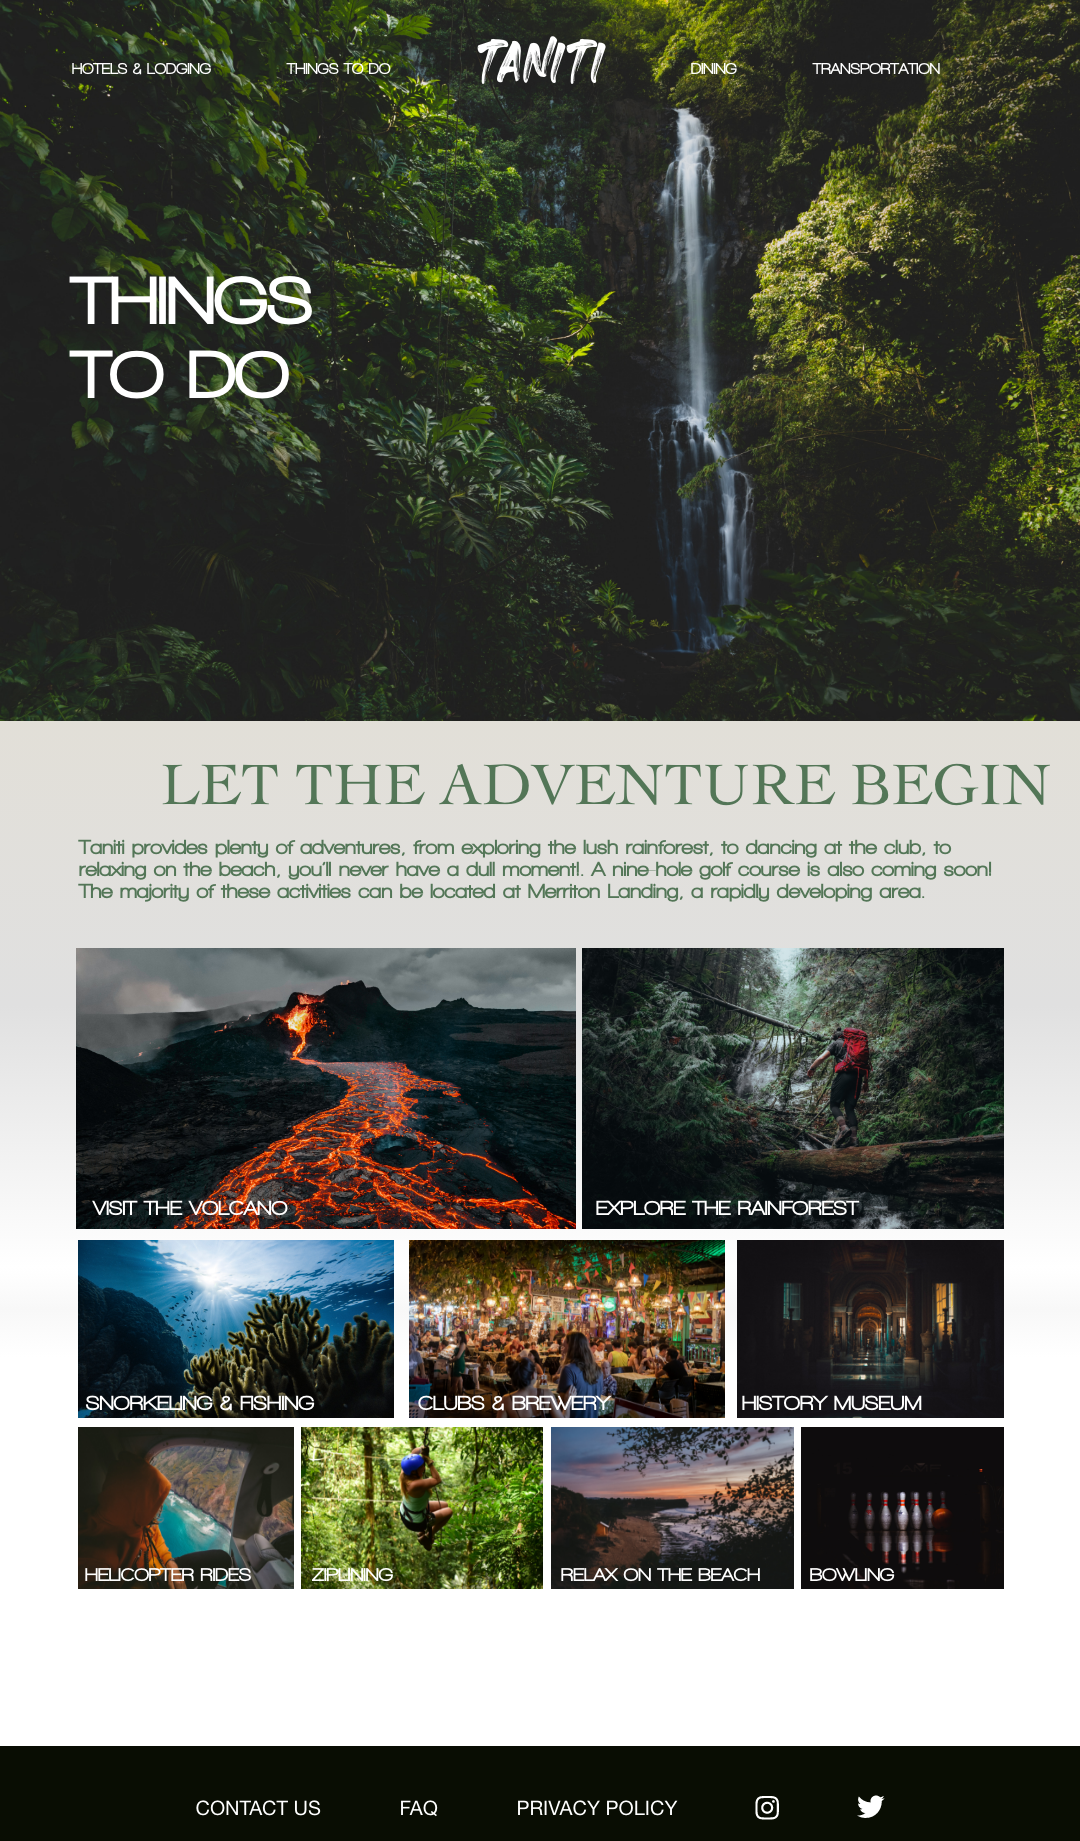 HOTELS & LODGING
THINGS TO DO
TANITI
DINING
TRANSPORTATION
THINGS
TO DO
LET THE ADVENTURE BEGIN
Taniti provides plenty of adventures, from exploring the lush rainforest, to dancing at the club, to
relaxing on the beach, you'll never have a dull moment!. A nine-hole golf course is also coming soon!
The majority of these activities can be located at Merriton Landing, a rapidly developing area.
VISIT THE VOLCANO
EXPLORE THE RAINFOREST
SNORKELING & FISHING
CLUBS & BREWERY
HISTORY MUSEUM
HELICOPTER RIDES
ZIPLINING
RELAX ON THE BEACH
BOWLING
CONTACT US
FAQ
PRIVACY POLICY